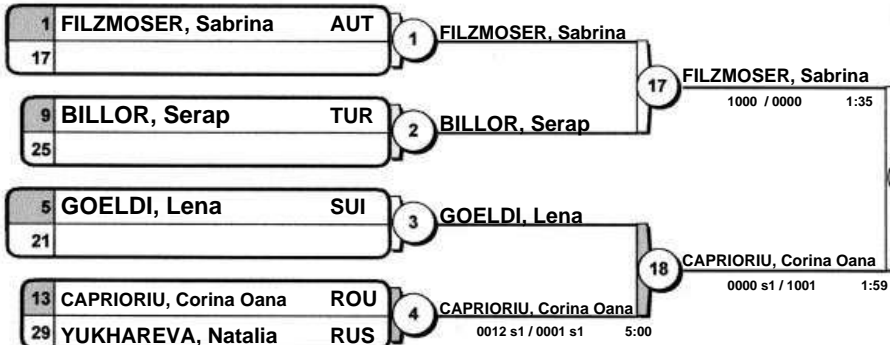 1 FILZMOSER, Sabrina AUT
17
1
FILZMOSER, Sabrina
9 BILLOR, Serap TUR
25
2
BILLOR, Serap
17
FILZMOSER, Sabrina
1000 / 0000 1:35
5 GOELDI, Lena SUI
21
3
GOELDI, Lena
13 CAPRIORIU, Corina Oana ROU
29 YUKHAREVA, Natalia RUS
4
CAPRIORIU, Corina Oana
0012 s1 / 0001 s1 5:00
18
CAPRIORIU, Corina Oana
0000 s1 / 1001 1:59